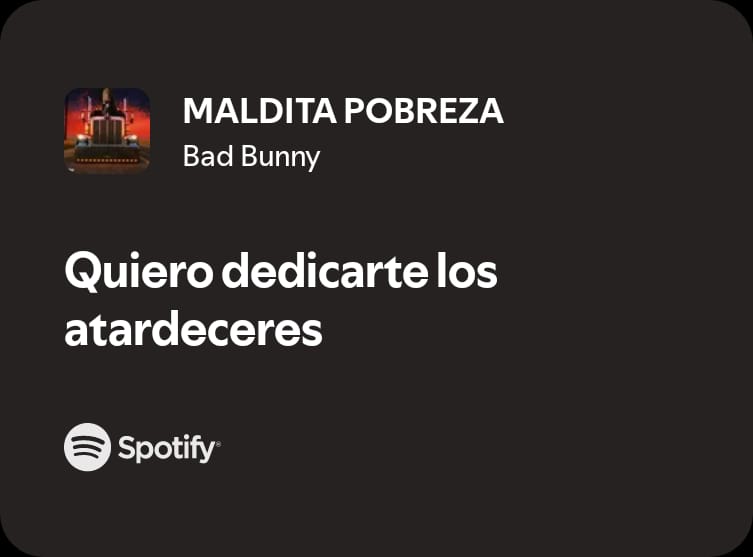 MALDITA POBREZA
Bad Bunny
Quiero dedicarte los
atardeceres
Spotify®